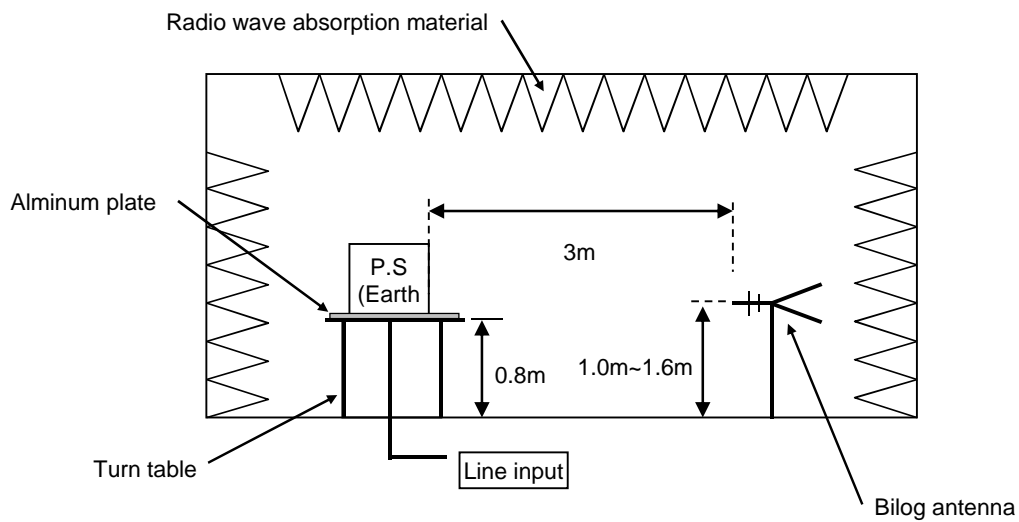 Radio wave absorption material
Alminum plate
3m
P.S
(Earth
0.8m
1.0m~1.6m
Turn table
Line input
Bilog antenna